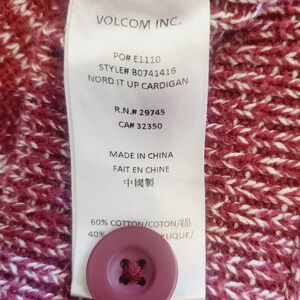 VOLCOM INC.
PO# E1110
STYLE# B0741416
NORD IT UP CARDIGAN
R.N.# 29745
CA# 32350
MADE IN CHINA
FAIT EN CHINE
中國製
60% COTTON/COTON/綿
40%